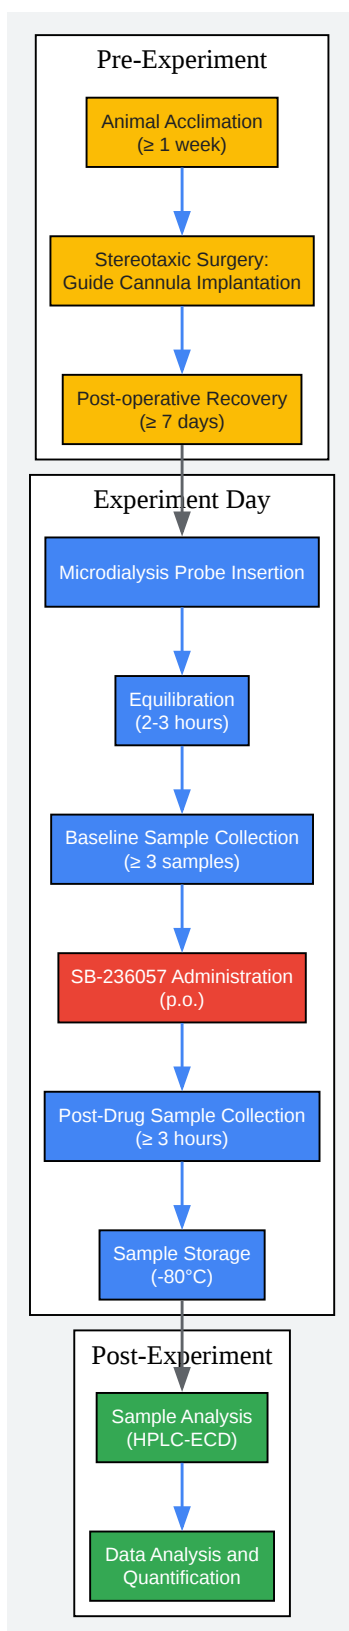 Pre-Experiment
Animal Acclimation
(≥ 1 week)
Stereotaxic Surgery:
Guide Cannula Implantation
Post-operative Recovery
(≥ 7 days)
Experiment Day
Microdialysis Probe Insertion
Equilibration
(2-3 hours)
Baseline Sample Collection
(≥ 3 samples)
SB-236057 Administration
(p.o.)
Post-Drug Sample Collection
(≥ 3 hours)
Sample Storage
(-80°C)
Post-Experiment
Sample Analysis
(HPLC-ECD)
Data Analysis and
Quantification